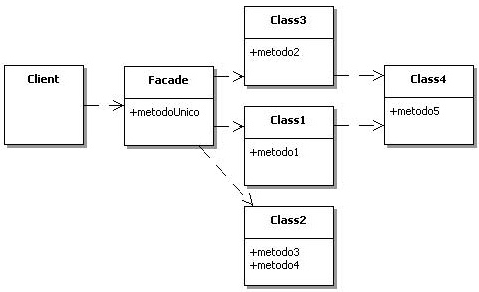 Client
Facade
+metodoUnico
Class3
+metodo2
Class1
+metodo1
Class2
+metodo3
+metodo4
Class4
+metodo5